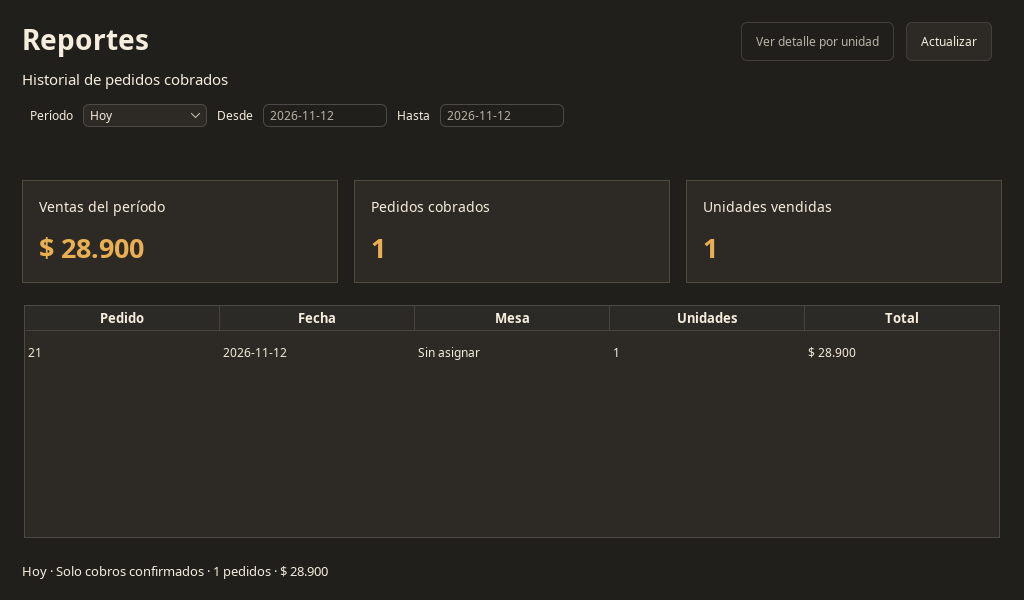 Reportes
Ver detalle por unidad
Actualizar
Historial de pedidos cobrados
Período Hoy Desde 2026-11-12 Hasta 2026-11-12
Ventas del período Pedidos cobrados Unidades vendidas
$ 28.900 1 1
Pedido Fecha Mesa Unidades Total
21 2026-11-12 Sin asignar 1 $ 28.900
Hoy · Solo cobros confirmados · 1 pedidos · $ 28.900